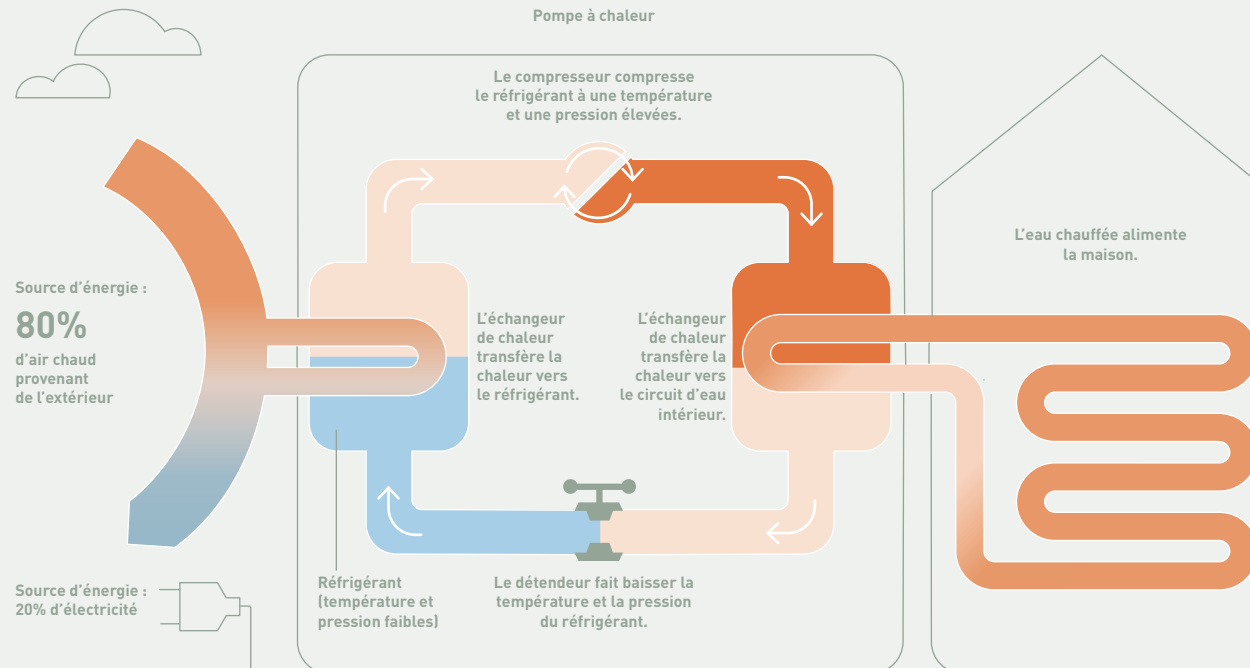 Pompe à chaleur
Le compresseur compresse
le réfrigérant à une température
et une pression élevées.
L'eau chauffée alimente
la maison.
Source d'énergie :
80%
d'air chaud
provenant
de l'extérieur
L'échangeur
de chaleur
transfère la
chaleur vers
le réfrigérant.
L'échangeur
de chaleur
transfère la
chaleur vers
le circuit d'eau
intérieur.
Source d'énergie :
20% d'électricité
Réfrigérant
(température et
pression faibles)
Le détendeur fait baisser la
température et la pression
du réfrigérant.